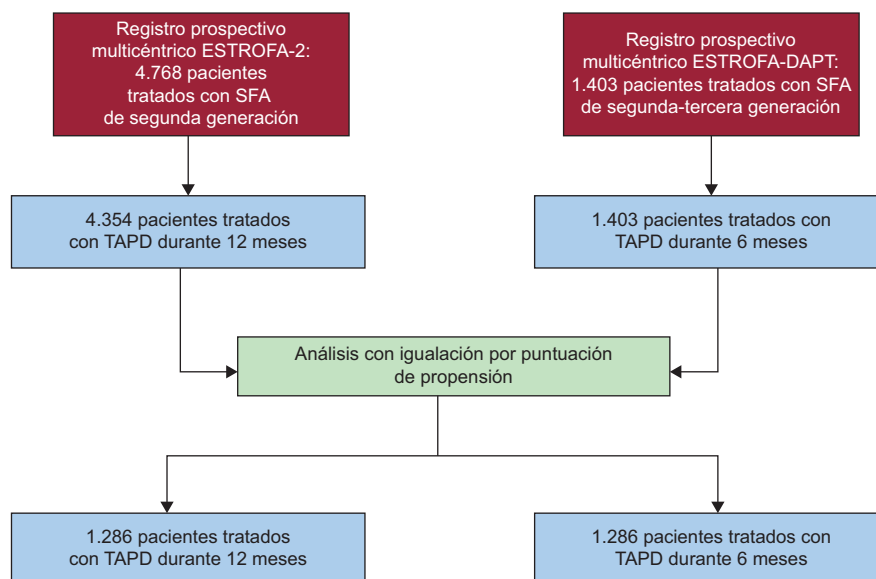 Registro prospectivo
multicéntrico ESTROFA-2:
4.768 pacientes
tratados con SFA
de segunda generación
Registro prospectivo
multicéntrico ESTROFA-DAPT:
1.403 pacientes tratados con SFA
de segunda-tercera generación
4.354 pacientes tratados
con TAPD durante 12 meses
1.403 pacientes tratados con
TAPD durante 6 meses
Análisis con igualación por puntuación
de propensión
1.286 pacientes tratados
con TAPD durante 12 meses
1.286 pacientes tratados con
TAPD durante 6 meses